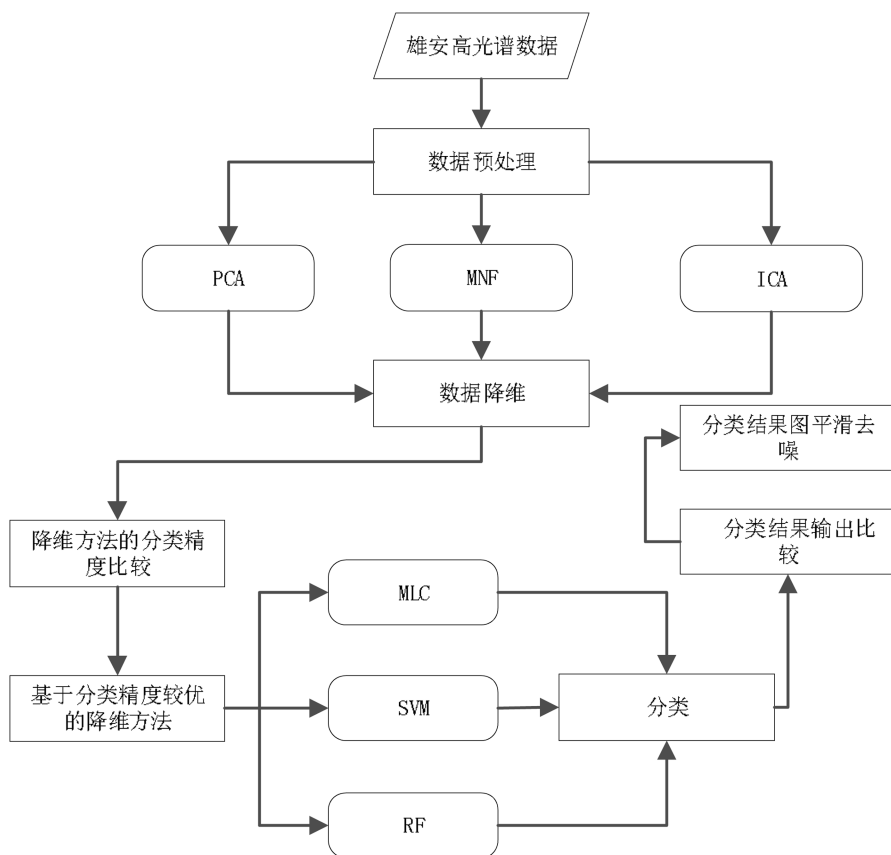 雄安高光谱数据
数据预处理
PCA
MNF
ICA
数据降维
分类结果图平滑去
噪
降维方法的分类精
度比较
分类结果输出比
较
MLC
基于分类精度较优
的降维方法
SVM
分类
RF